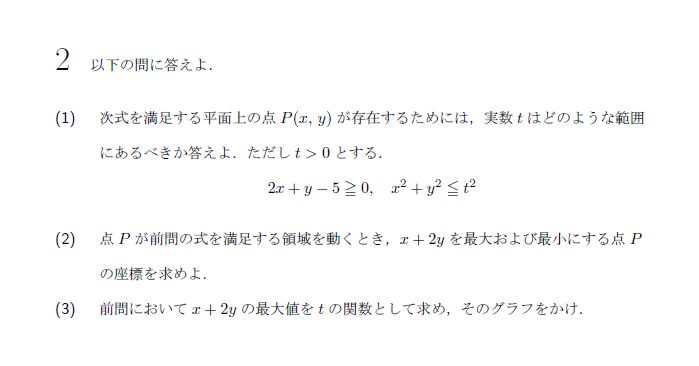 2 以下の問に答えよ．
(1) 次式を満足する平面上の点 P(x, y) が存在するためには，実数 t はどのような範囲
にあるべきか答えよ．ただし t > 0 とする．
2x + y − 5 ≧ 0, x² + y² ≦ t²
(2) 点 P が前問の式を満足する領域を動くとき，x + 2y を最大および最小にする点 P
の座標を求めよ．
(3) 前問において x + 2y の最大値を t の関数として求め，そのグラフをかけ．